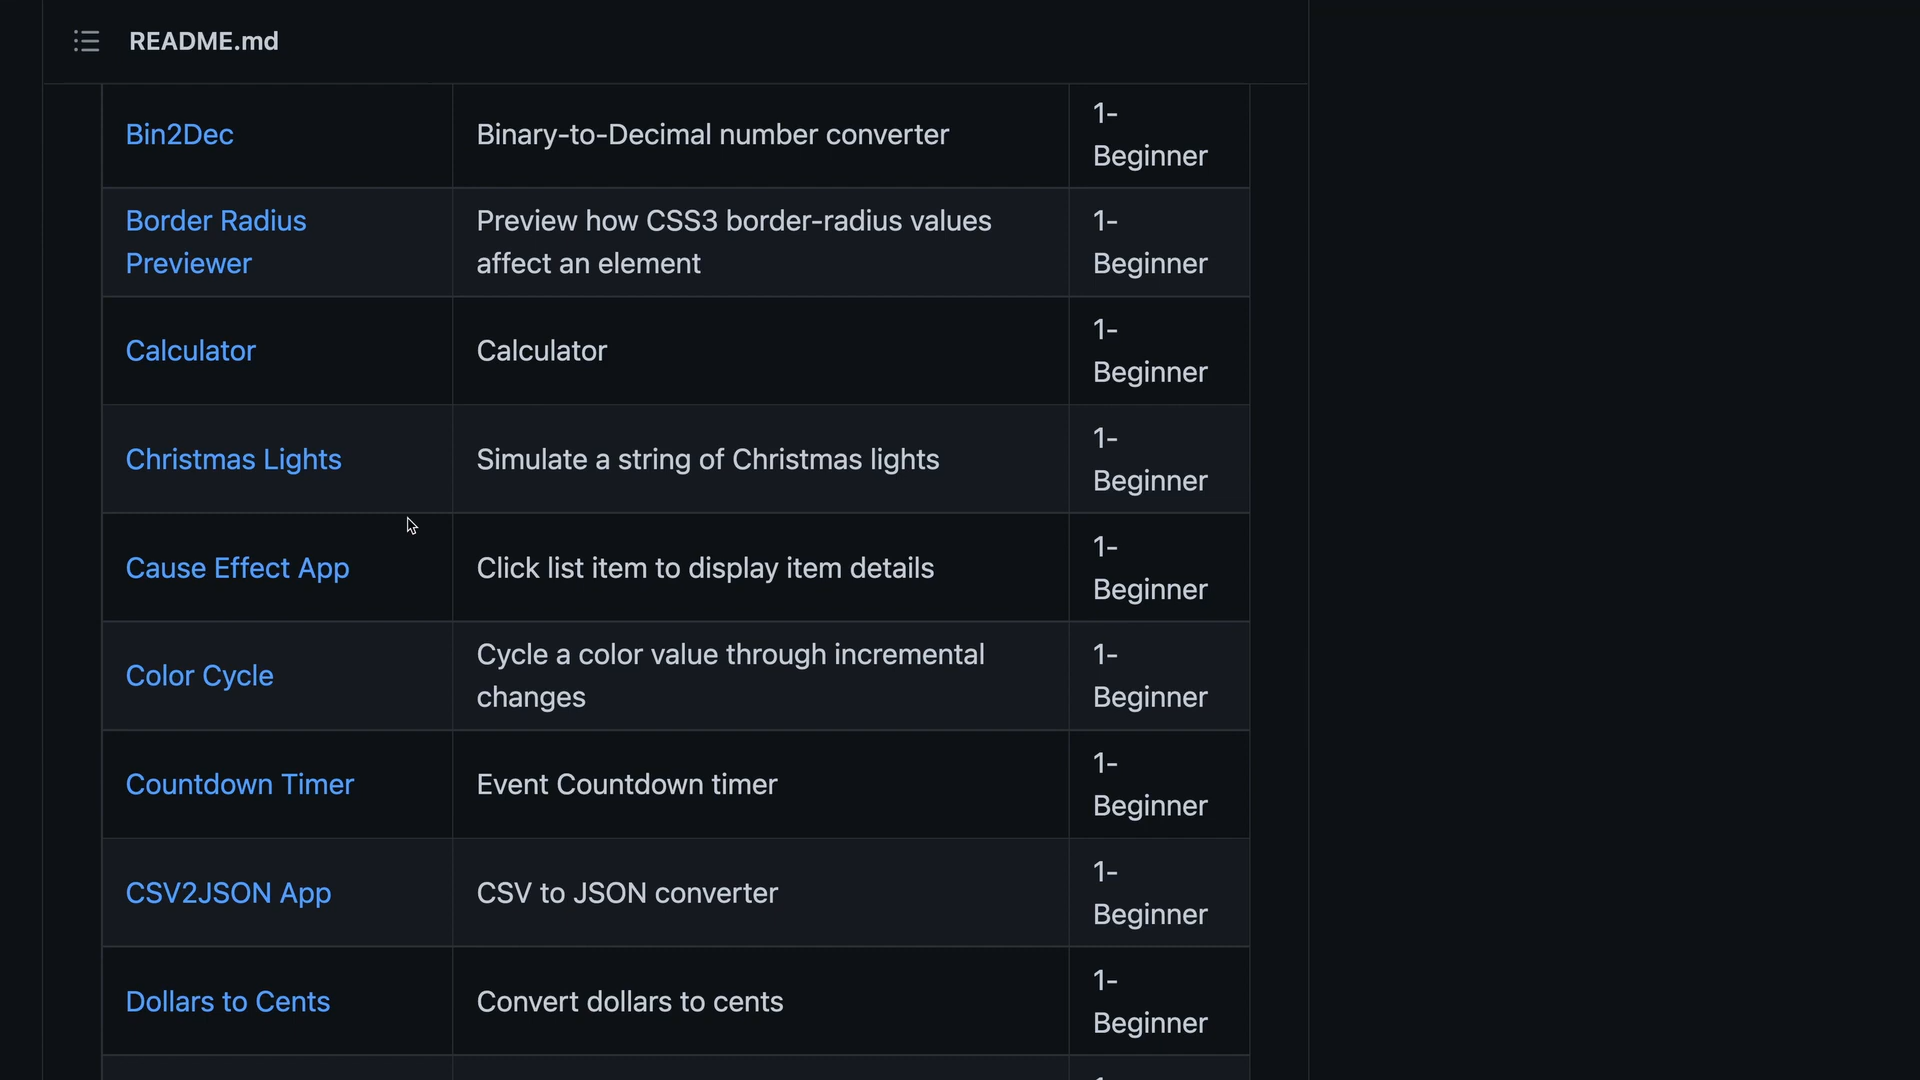 README.md
Bin2Dec
Binary-to-Decimal number converter
1-
Beginner
Border Radius
Previewer
Preview how CSS3 border-radius values
affect an element
1-
Beginner
Calculator
Calculator
1-
Beginner
Christmas Lights
Simulate a string of Christmas lights
1-
Beginner
Cause Effect App
Click list item to display item details
1-
Beginner
Color Cycle
Cycle a color value through incremental
changes
1-
Beginner
Countdown Timer
Event Countdown timer
1-
Beginner
CSV2JSON App
CSV to JSON converter
1-
Beginner
Dollars to Cents
Convert dollars to cents
1-
Beginner